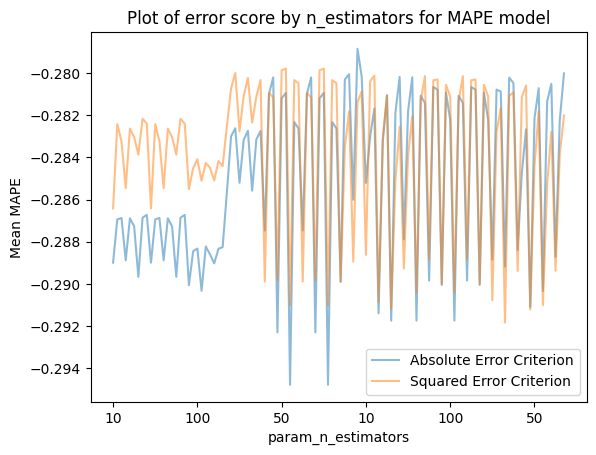 Plot of error score by n_estimators for MAPE model
Mean MAPE
−0.280
−0.282
−0.284
−0.286
−0.288
−0.290
−0.292
−0.294
10
100
50
10
100
50
param_n_estimators
Absolute Error Criterion
Squared Error Criterion